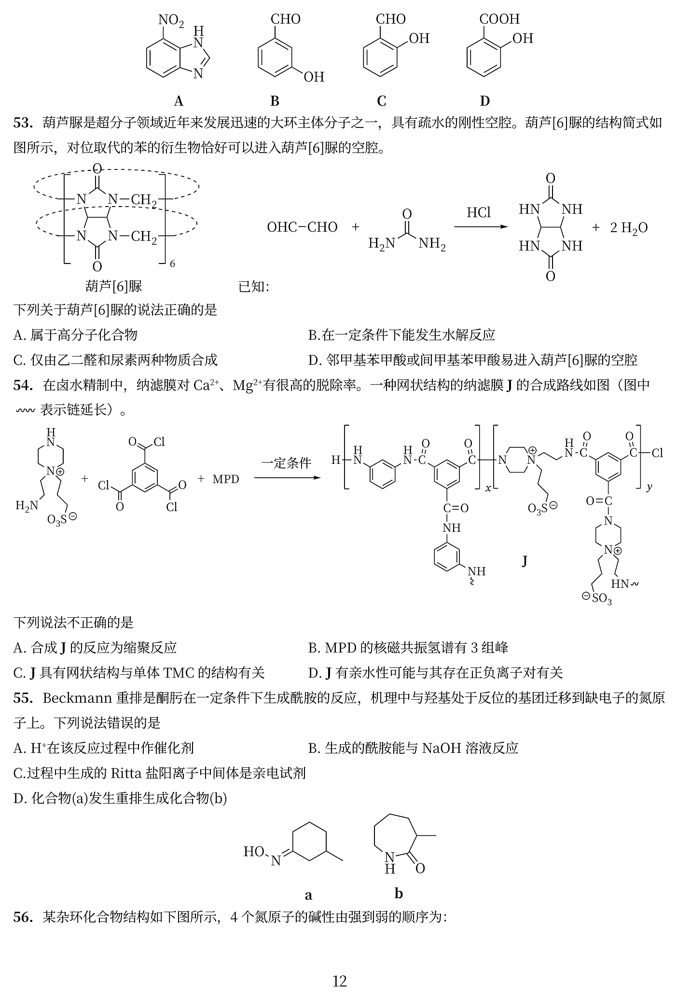 NO2 H N N
CHO OH
CHO OH
COOH OH
A B C D
53. 葫芦脲是超分子领域近年来发展迅速的大环主体分子之一，具有疏水的刚性空腔。葫芦[6]脲的结构简式如
图所示，对位取代的苯的衍生物恰好可以进入葫芦[6]脲的空腔。
O N N CH2 N N CH2 O 6
OHC-CHO + H2N O NH2 HCl HN NH O HN NH O + 2 H2O
葫芦[6]脲 已知：
下列关于葫芦[6]脲的说法正确的是
A. 属于高分子化合物 B.在一定条件下能发生水解反应
C. 仅由乙二醛和尿素两种物质合成 D. 邻甲基苯甲酸或间甲基苯甲酸易进入葫芦[6]脲的空腔
54. 在卤水精制中，纳滤膜对 Ca2+、Mg2+有很高的脱除率。一种网状结构的纳滤膜 J 的合成路线如图（图中
表示链延长）。
H N N⊕ H2N O3S⊖ + O Cl Cl O O Cl + MPD 一定条件
H H N H N O C O C x N N⊕ H N O C O C Cl y
O3S⊖
C=O NH NH
O=C N N⊕ HN ⊖SO3
J
下列说法不正确的是
A. 合成 J 的反应为缩聚反应 B. MPD 的核磁共振氢谱有 3 组峰
C. J 具有网状结构与单体 TMC 的结构有关 D. J 有亲水性可能与其存在正负离子对有关
55. Beckmann 重排是酮肟在一定条件下生成酰胺的反应，机理中与羟基处于反位的基团迁移到缺电子的氮原
子上。下列说法错误的是
A. H+在该反应过程中作催化剂 B. 生成的酰胺能与 NaOH 溶液反应
C.过程中生成的 Ritta 盐阳离子中间体是亲电试剂
D. 化合物(a)发生重排生成化合物(b)
HO N
N H O
a b
56. 某杂环化合物结构如下图所示，4 个氮原子的碱性由强到弱的顺序为：
12